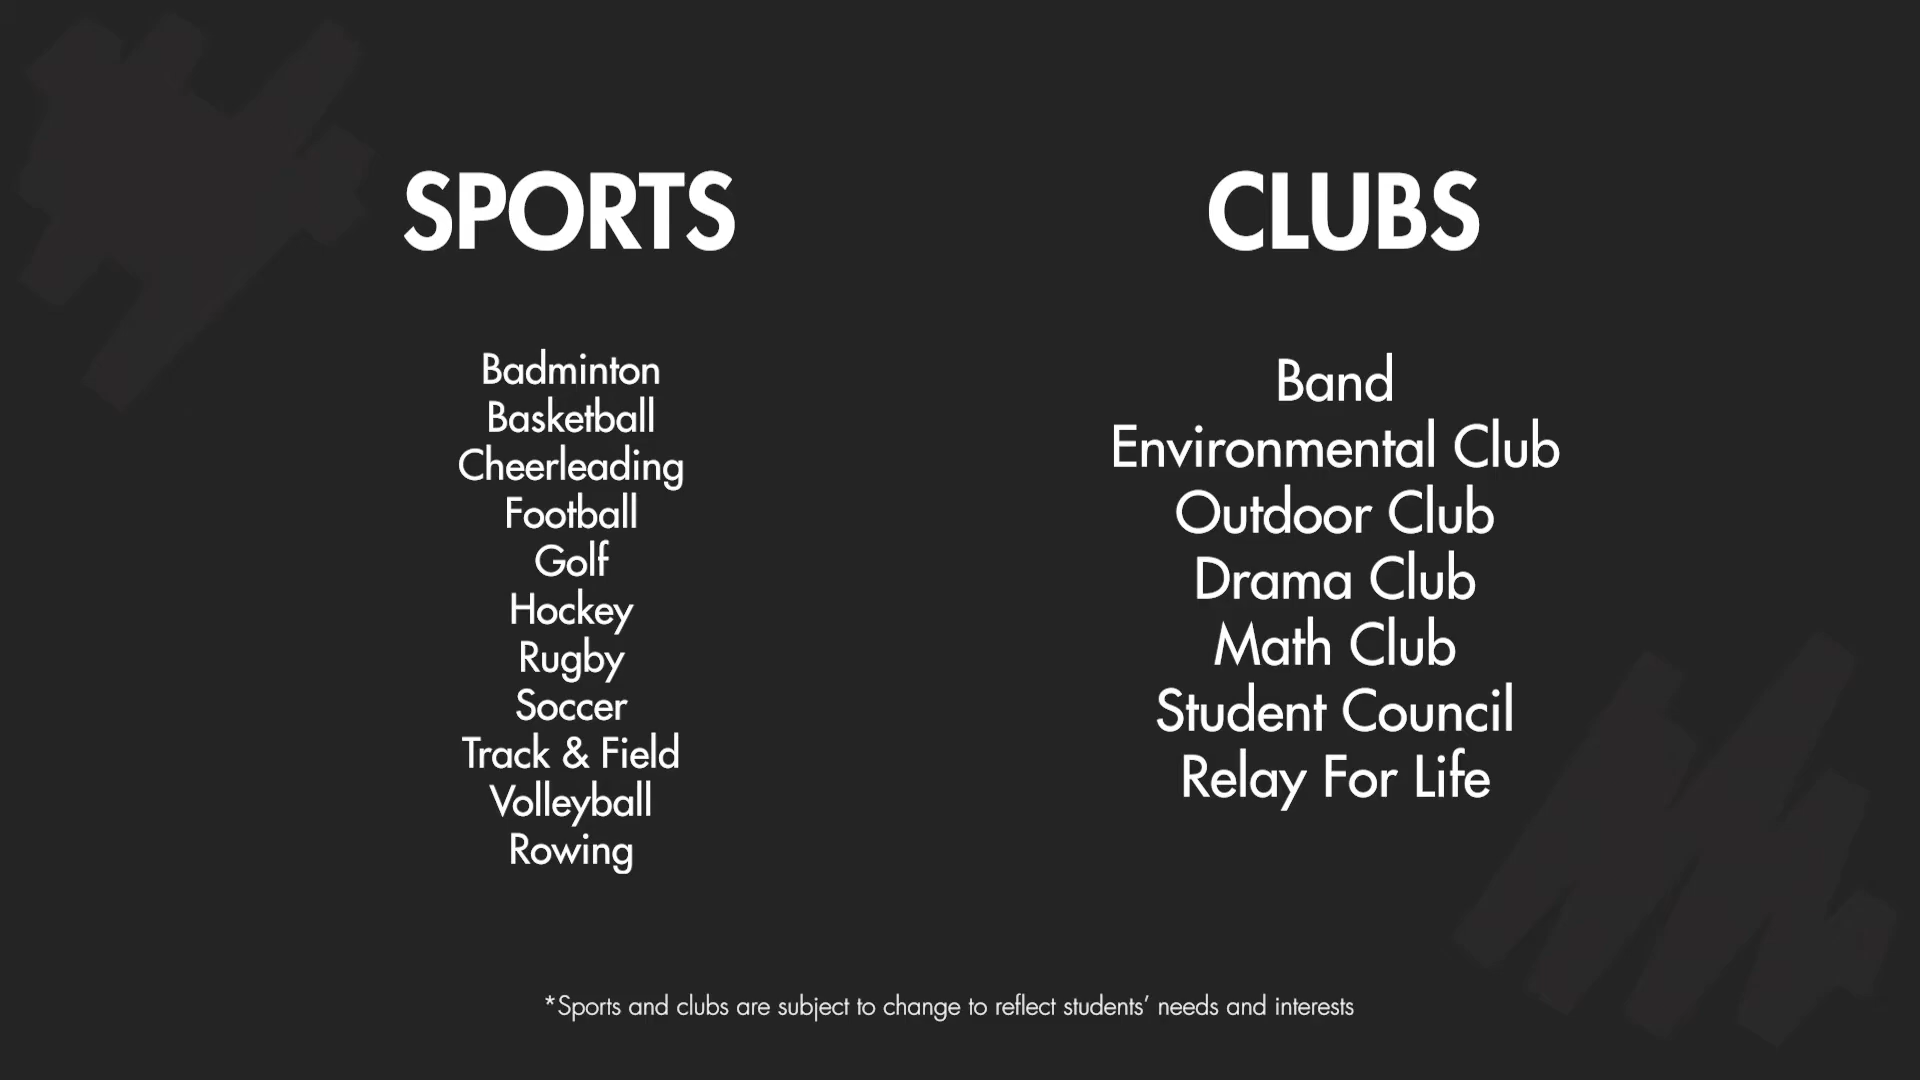 SPORTS
Badminton
Basketball
Cheerleading
Football
Golf
Hockey
Rugby
Soccer
Track & Field
Volleyball
Rowing
CLUBS
Band
Environmental Club
Outdoor Club
Drama Club
Math Club
Student Council
Relay For Life
*Sports and clubs are subject to change to reflect students’ needs and interests